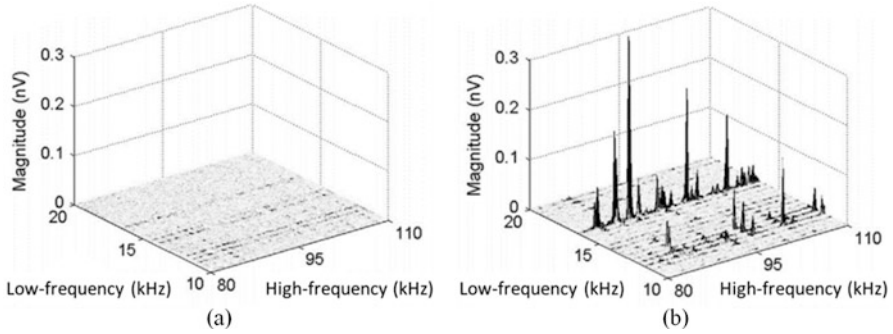 0.3
0.2
0.1
0
20
15
10
80
95
110
Magnitude (nV)
Low-frequency (kHz)
High-frequency (kHz)
(a)
0.3
0.2
0.1
0
20
15
10
80
95
110
Magnitude (nV)
Low-frequency (kHz)
High-frequency (kHz)
(b)